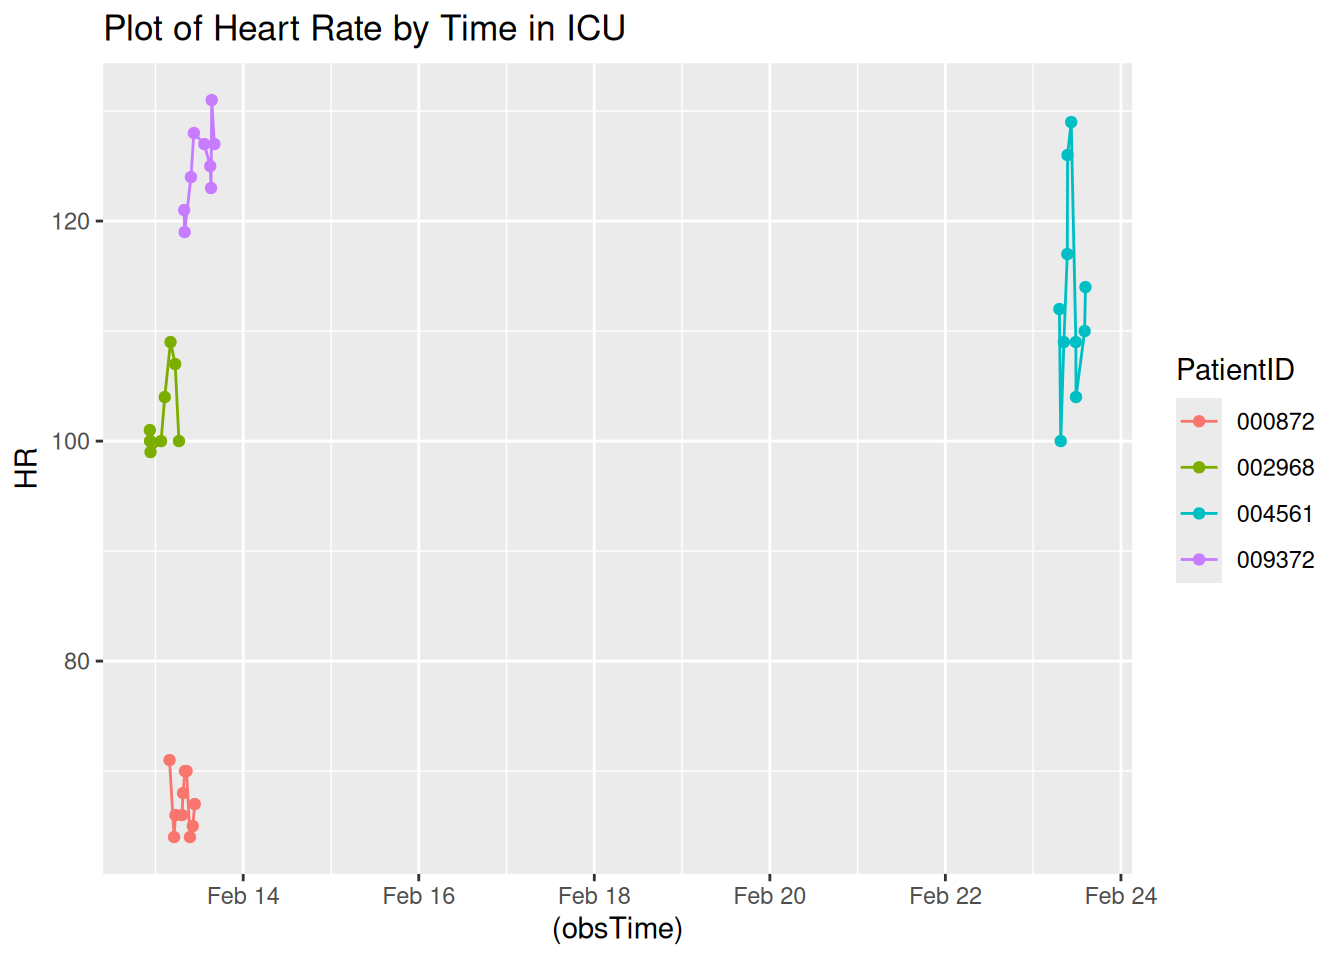 Plot of Heart Rate by Time in ICU
HR
120
100
80
Feb 14
Feb 16
Feb 18
Feb 20
Feb 22
Feb 24
(obsTime)
PatientID
000872
002968
004561
009372